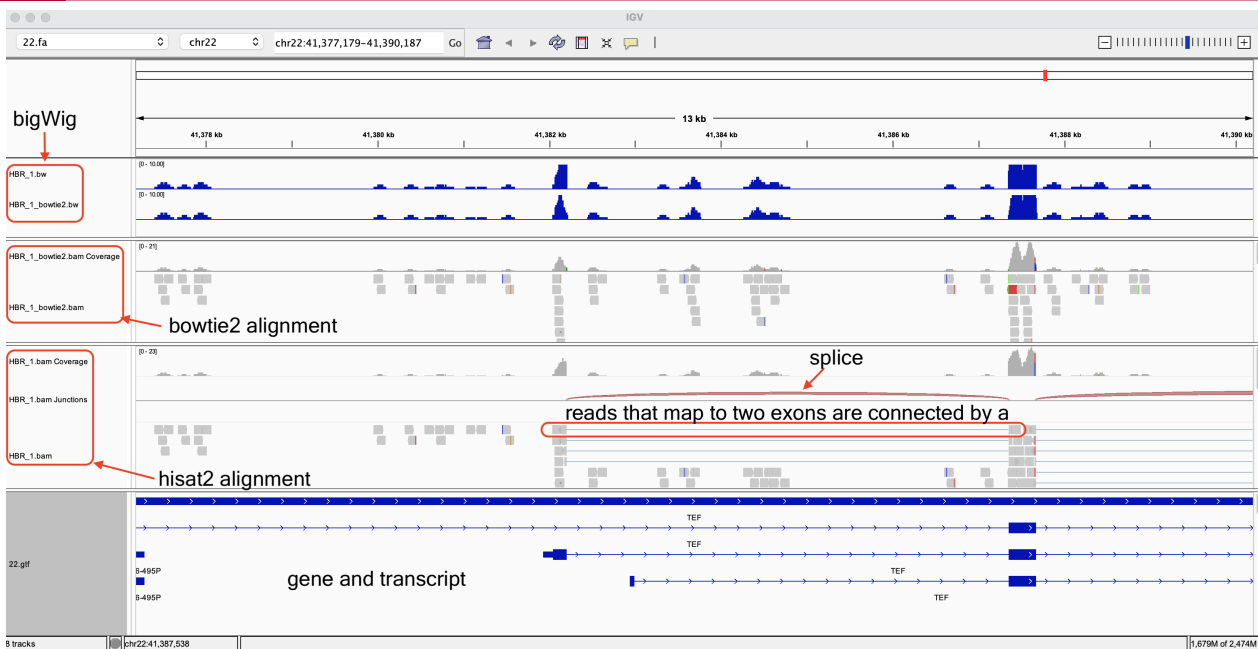 IGV
22.fa chr22 chr22:41,377,179-41,390,187 Go
13 kb
41,378 kb 41,380 kb 41,382 kb 41,384 kb 41,386 kb 41,388 kb 41,390 kb
bigWig
[0 - 10.00]
HBR_1.bw
[0 - 10.00]
HBR_1_bowtie2.bw
[0 - 21]
HBR_1_bowtie2.bam Coverage
HBR_1_bowtie2.bam
bowtie2 alignment
[0 - 23]
HBR_1.bam Coverage
splice
HBR_1.bam Junctions
reads that map to two exons are connected by a
HBR_1.bam
hisat2 alignment
TEF
TEF
22.gtf
6-495P
TEF
gene and transcript
6-495P
TEF
8 tracks chr22:41,387,538 1,679M of 2,474M